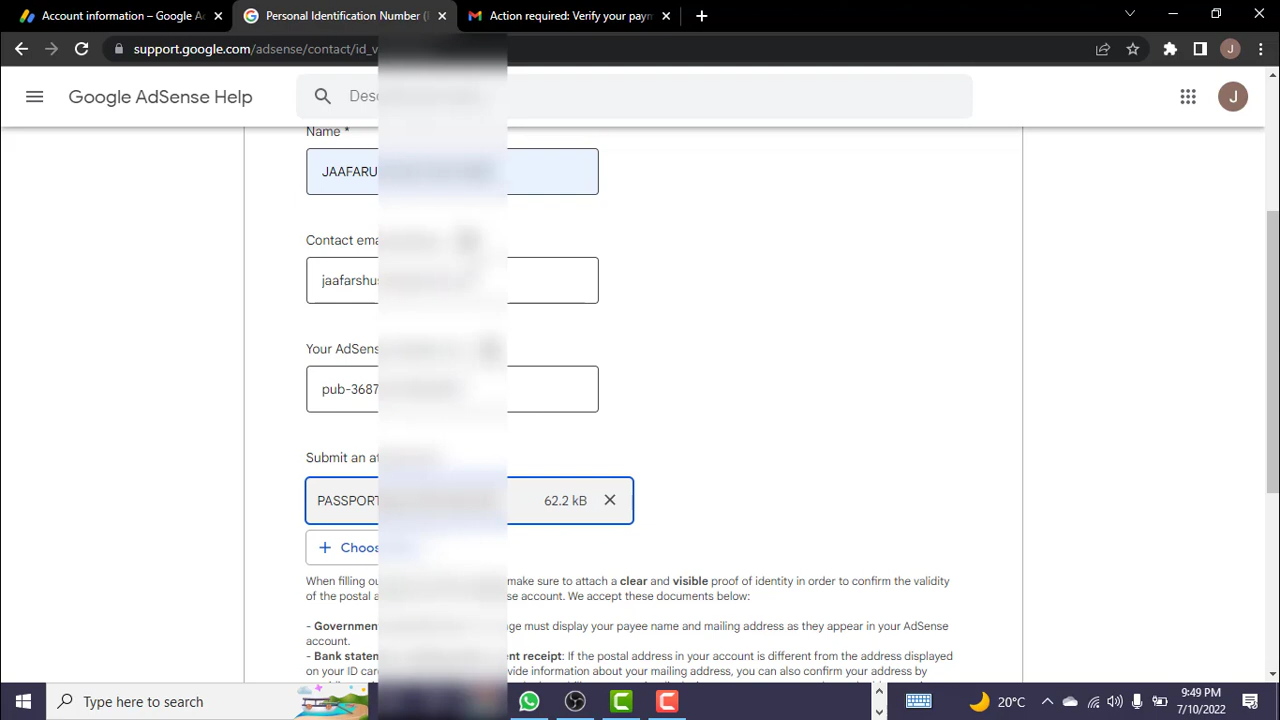 Account information – Google Ad
Personal Identification Number (
Action required: Verify your paym
support.google.com/adsense/contact/id_v
J
Google AdSense Help
Desc
J
Name *
JAAFARU
Contact ema
jaafarshu
Your AdSens
pub-3687
Submit an at
PASSPORT
62.2 kB
+ Choos
When filling ou make sure to attach a clear and visible proof of identity in order to confirm the validity
of the postal a se account. We accept these documents below:
- Government ge must display your payee name and mailing address as they appear in your AdSense
account.
- Bank statem ent receipt: If the postal address in your account is different from the address displayed
on your ID car vide information about your mailing address, you can also confirm your address by
Type here to search
20°C
9:49 PM
7/10/2022